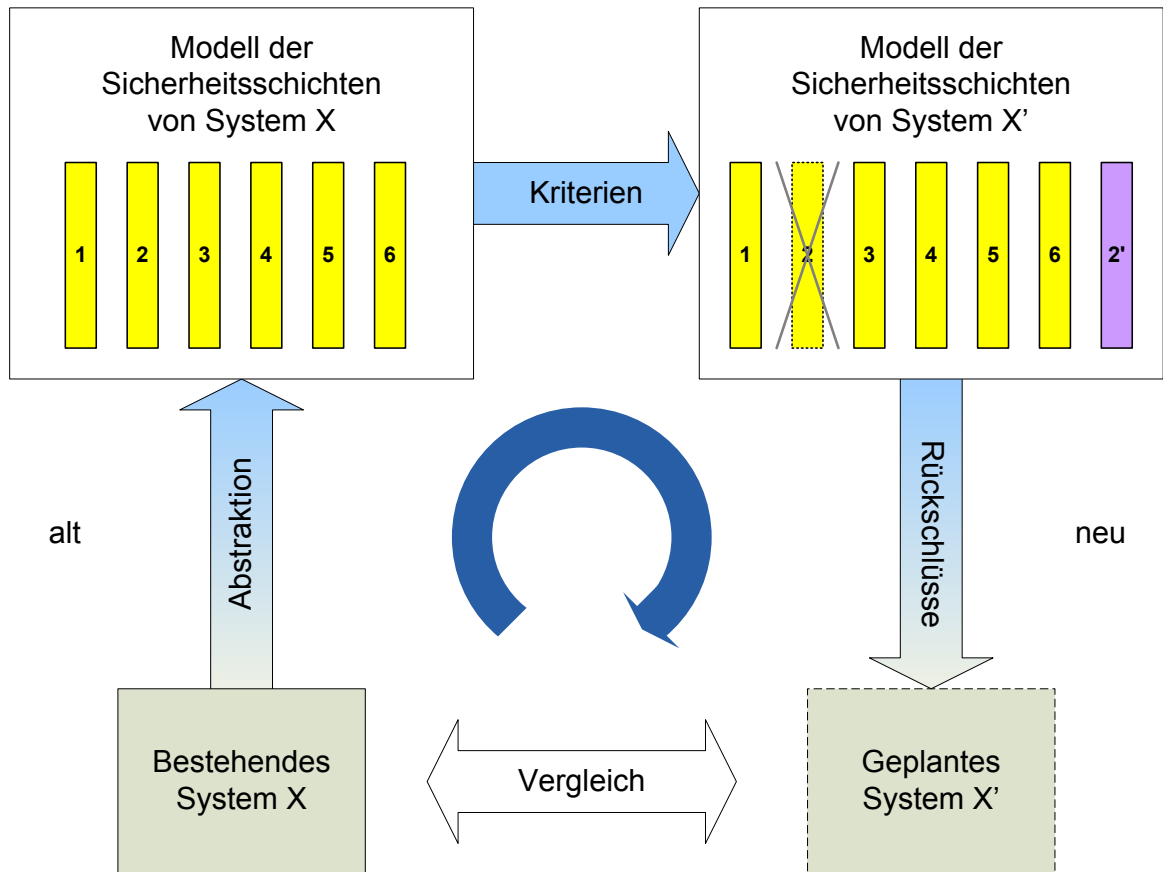 Modell der
Sicherheitsschichten
von System X
1 2 3 4 5 6
Kriterien
Modell der
Sicherheitsschichten
von System X’
1 2 3 4 5 6 2'
alt
Abstraktion
Rückschlüsse
neu
Bestehendes
System X
Vergleich
Geplantes
System X’